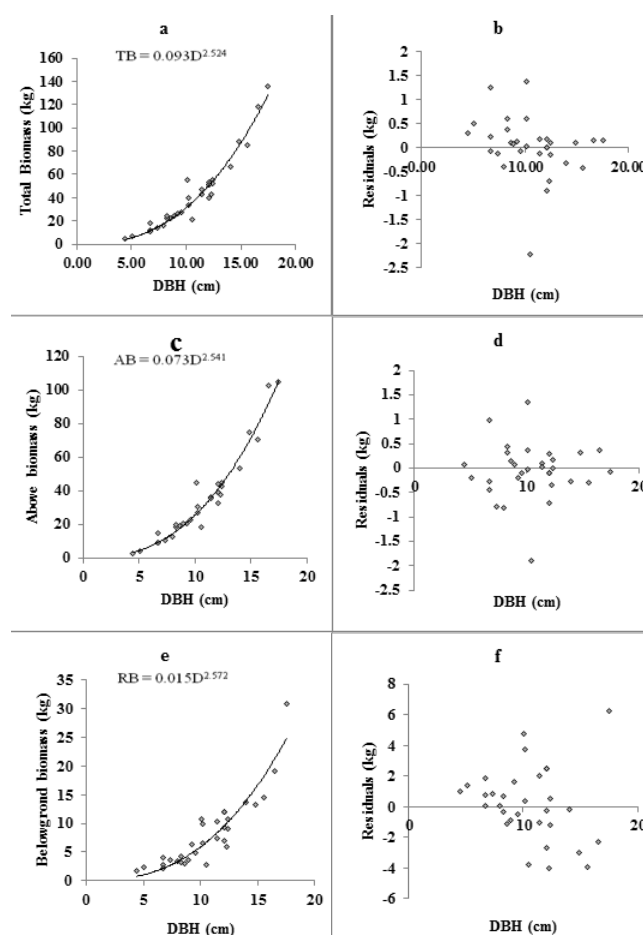 a
TB = 0.093D^2.524
Total Biomass (kg)
160
140
120
100
80
60
40
20
0
0.00 5.00 10.00 15.00 20.00
DBH (cm)
b
Residuals (kg)
2
1.5
1
0.5
0
-0.5
-1
-1.5
-2
-2.5
0.00 10.00 20.00
DBH (cm)
c
AB = 0.073D^2.541
Above biomass (kg)
120
100
80
60
40
20
0
0 5 10 15 20
DBH (cm)
d
Residuals (kg)
2
1.5
1
0.5
0
-0.5
-1
-1.5
-2
-2.5
0 10 20
DBH (cm)
e
RB = 0.015D^2.572
Belowgrond biomass (kg)
35
30
25
20
15
10
5
0
0 5 10 15 20
DBH (cm)
f
Residuals (kg)
8
6
4
2
0
-2
-4
-6
0 10 20
DBH (cm)